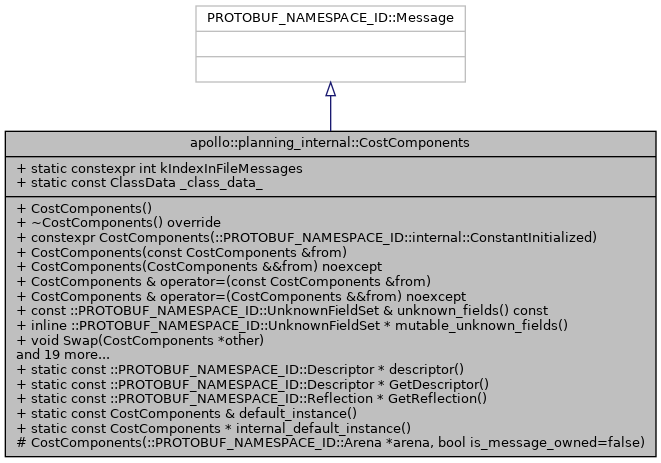 PROTOBUF_NAMESPACE_ID::Message
apollo::planning_internal::CostComponents
+ static constexpr int kIndexInFileMessages
+ static const ClassData _class_data_
+ CostComponents()
+ ~CostComponents() override
+ constexpr CostComponents(::PROTOBUF_NAMESPACE_ID::internal::ConstantInitialized)
+ CostComponents(const CostComponents &from)
+ CostComponents(CostComponents &&from) noexcept
+ CostComponents & operator=(const CostComponents &from)
+ CostComponents & operator=(CostComponents &&from) noexcept
+ const ::PROTOBUF_NAMESPACE_ID::UnknownFieldSet & unknown_fields() const
+ inline ::PROTOBUF_NAMESPACE_ID::UnknownFieldSet * mutable_unknown_fields()
+ void Swap(CostComponents *other)
and 19 more...
+ static const ::PROTOBUF_NAMESPACE_ID::Descriptor * descriptor()
+ static const ::PROTOBUF_NAMESPACE_ID::Descriptor * GetDescriptor()
+ static const ::PROTOBUF_NAMESPACE_ID::Reflection * GetReflection()
+ static const CostComponents & default_instance()
+ static const CostComponents * internal_default_instance()
# CostComponents(::PROTOBUF_NAMESPACE_ID::Arena *arena, bool is_message_owned=false)